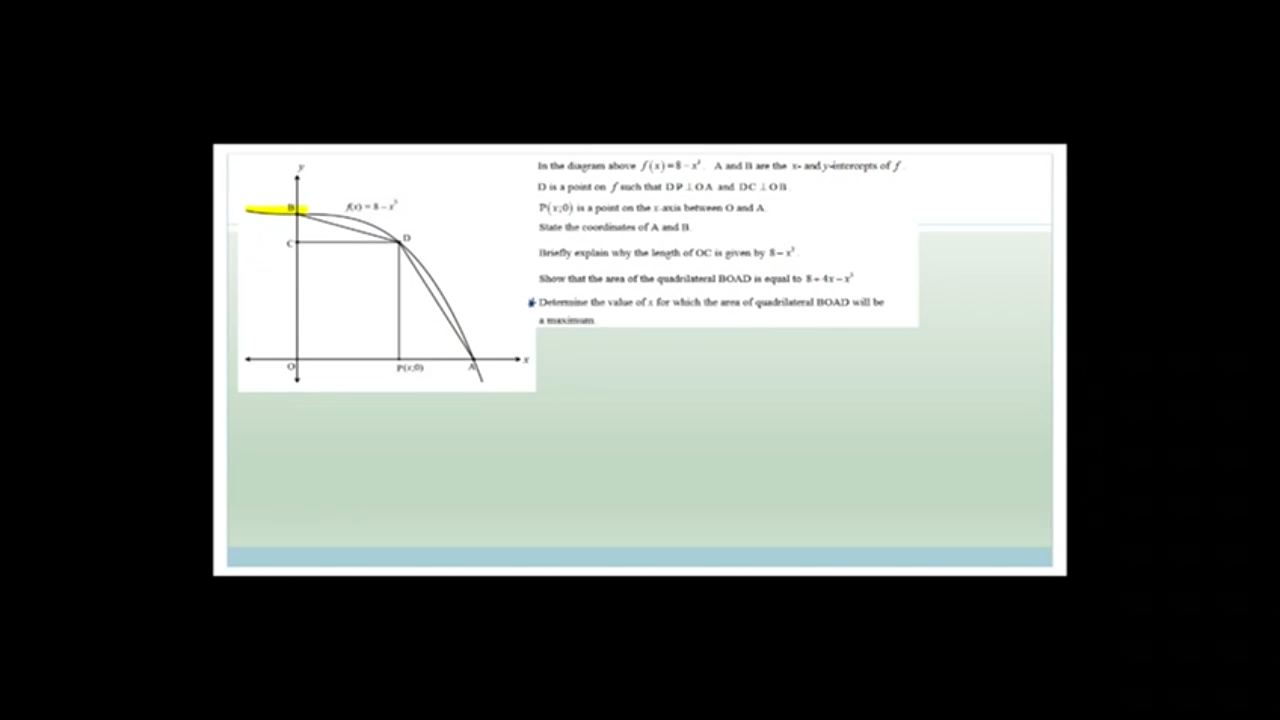 y
B
f(x) = 8 - x³
C
D
O
P(x;0)
A
x
In the diagram above f(x)=8-x³. A and B are the x- and y-intercepts of f.
D is a point on f such that DP ⊥ OA and DC ⊥ OB.
P(x;0) is a point on the x-axis between O and A.
State the coordinates of A and B.
Briefly explain why the length of OC is given by 8-x³.
Show that the area of the quadrilateral BOAD is equal to 8+4x-x³
Determine the value of x for which the area of quadrilateral BOAD will be
a maximum.